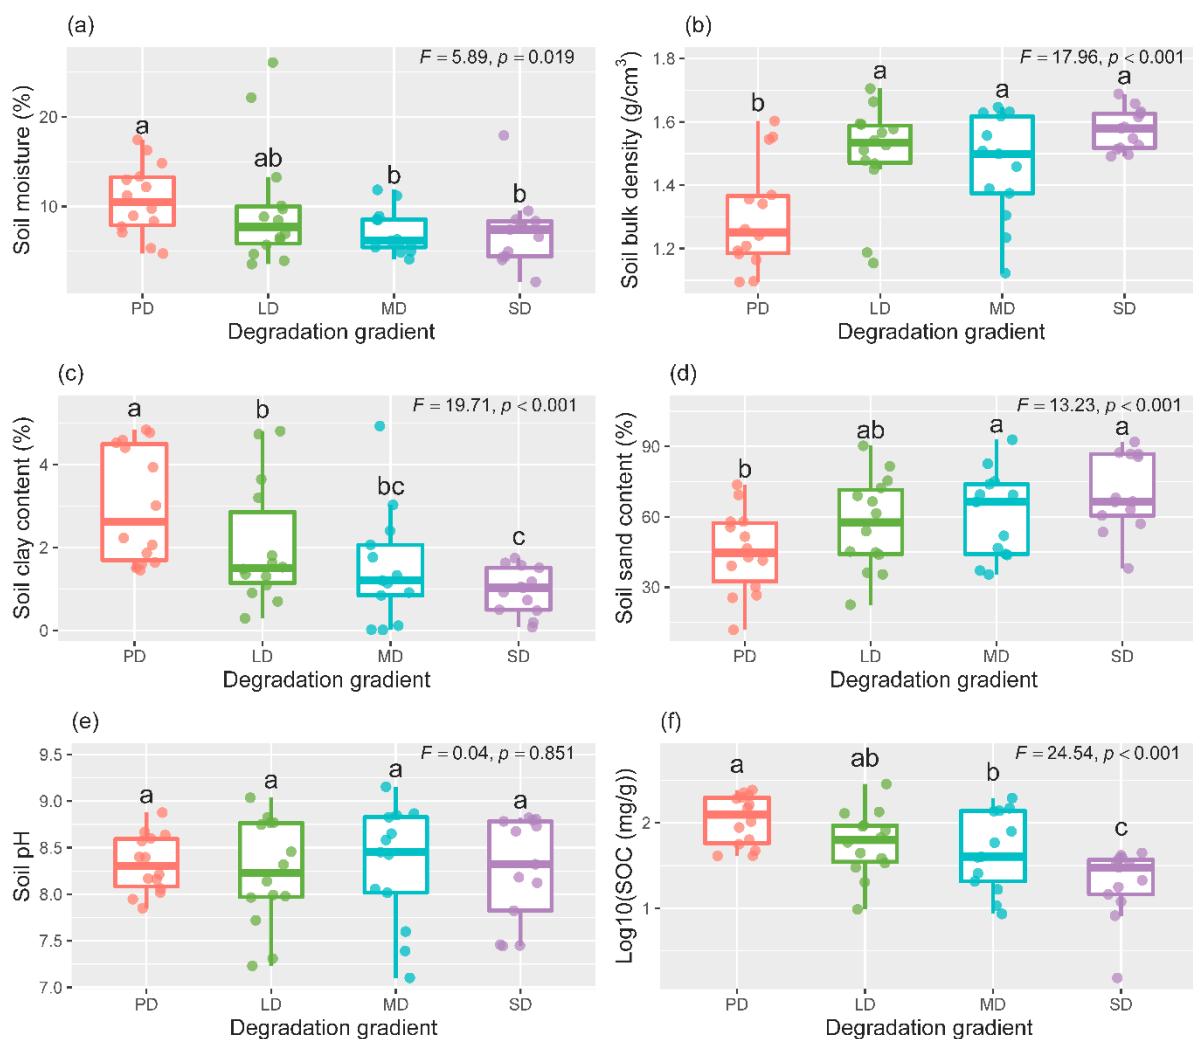 (a)
F = 5.89, p = 0.019
Soil moisture (%)
20
10
a
ab
b
b
PD LD MD SD
Degradation gradient
(b)
F = 17.96, p < 0.001
Soil bulk density (g/cm³)
1.8
1.6
1.4
1.2
b
a
a
a
PD LD MD SD
Degradation gradient
(c)
F = 19.71, p < 0.001
Soil clay content (%)
4
2
0
a
b
bc
c
PD LD MD SD
Degradation gradient
(d)
F = 13.23, p < 0.001
Soil sand content (%)
90
60
30
b
ab
a
a
PD LD MD SD
Degradation gradient
(e)
F = 0.04, p = 0.851
Soil pH
9.5
9.0
8.5
8.0
7.5
7.0
a
a
a
a
PD LD MD SD
Degradation gradient
(f)
F = 24.54, p < 0.001
Log10(SOC (mg/g))
2
1
a
ab
b
c
PD LD MD SD
Degradation gradient